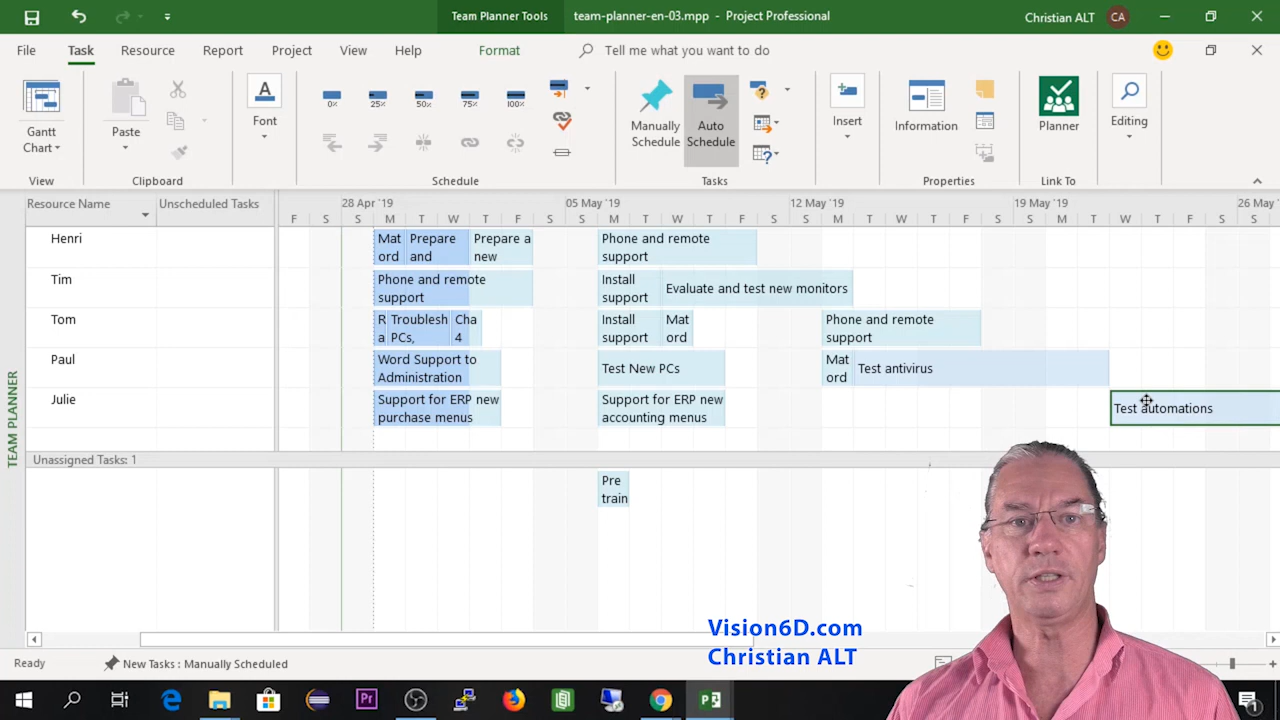 Team Planner Tools
team-planner-en-03.mpp - Project Professional
Christian ALT
CA
File
Task
Resource
Report
Project
View
Help
Format
Tell me what you want to do
Gantt
Chart
Paste
A
Font
0%
25%
50%
75%
100%
Manually
Schedule
Auto
Schedule
Insert
Information
Planner
Editing
View
Clipboard
Schedule
Tasks
Properties
Link To
Resource Name
Unscheduled Tasks
28 Apr '19
05 May '19
12 May '19
19 May '19
26 May
F S S M T W T F S S M T W T F S S M T W T F S S M T W T F S S
TEAM PLANNER
Henri
Mat
ord
Prepare
and
Prepare a
new
Phone and remote
support
Tim
Phone and remote
support
Install
support
Evaluate and test new monitors
Tom
R
a
Troublesh
PCs,
Cha
4
Install
support
Mat
ord
Phone and remote
support
Paul
Word Support to
Administration
Test New PCs
Mat
ord
Test antivirus
Julie
Support for ERP new
purchase menus
Support for ERP new
accounting menus
Test automations
Unassigned Tasks: 1
Pre
train
Vision6D.com
Christian ALT
Ready
New Tasks : Manually Scheduled
Pr
P
1